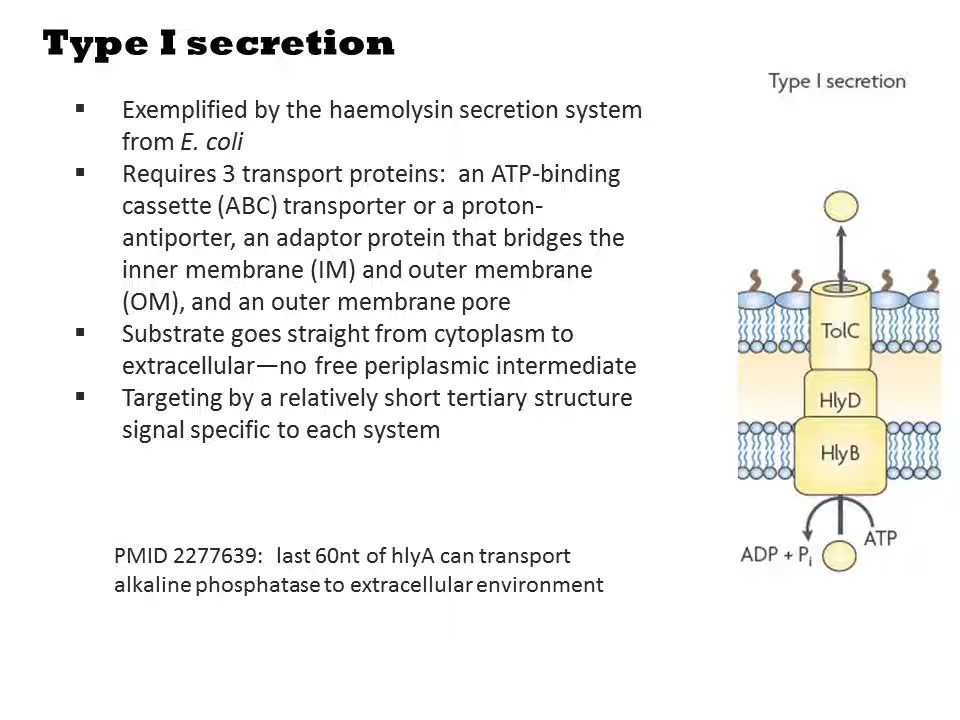 Type I secretion
▪ Exemplified by the haemolysin secretion system
from E. coli
▪ Requires 3 transport proteins:  an ATP-binding
cassette (ABC) transporter or a proton-
antiporter, an adaptor protein that bridges the
inner membrane (IM) and outer membrane
(OM), and an outer membrane pore
▪ Substrate goes straight from cytoplasm to
extracellular—no free periplasmic intermediate
▪ Targeting by a relatively short tertiary structure
signal specific to each system
PMID 2277639:  last 60nt of hlyA can transport
alkaline phosphatase to extracellular environment
Type I secretion
TolC
HlyD
HlyB
ATP
ADP + Pi